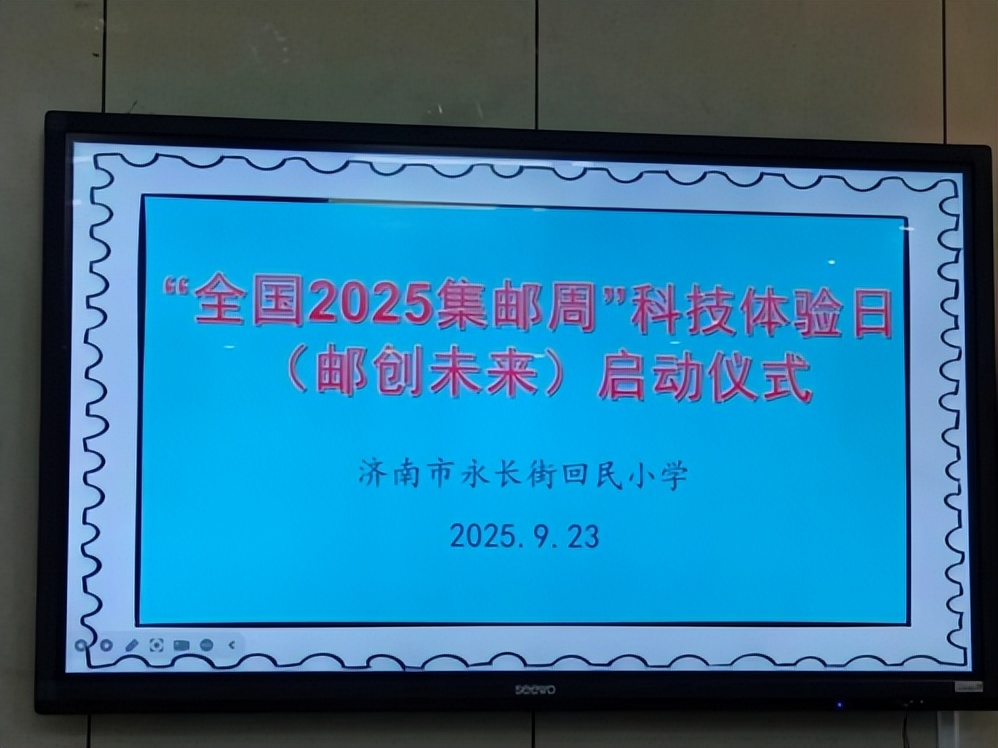 “全国2025集邮周”科技体验日
（邮创未来）启动仪式
济南市永长街回民小学
2025.9.23
seewo